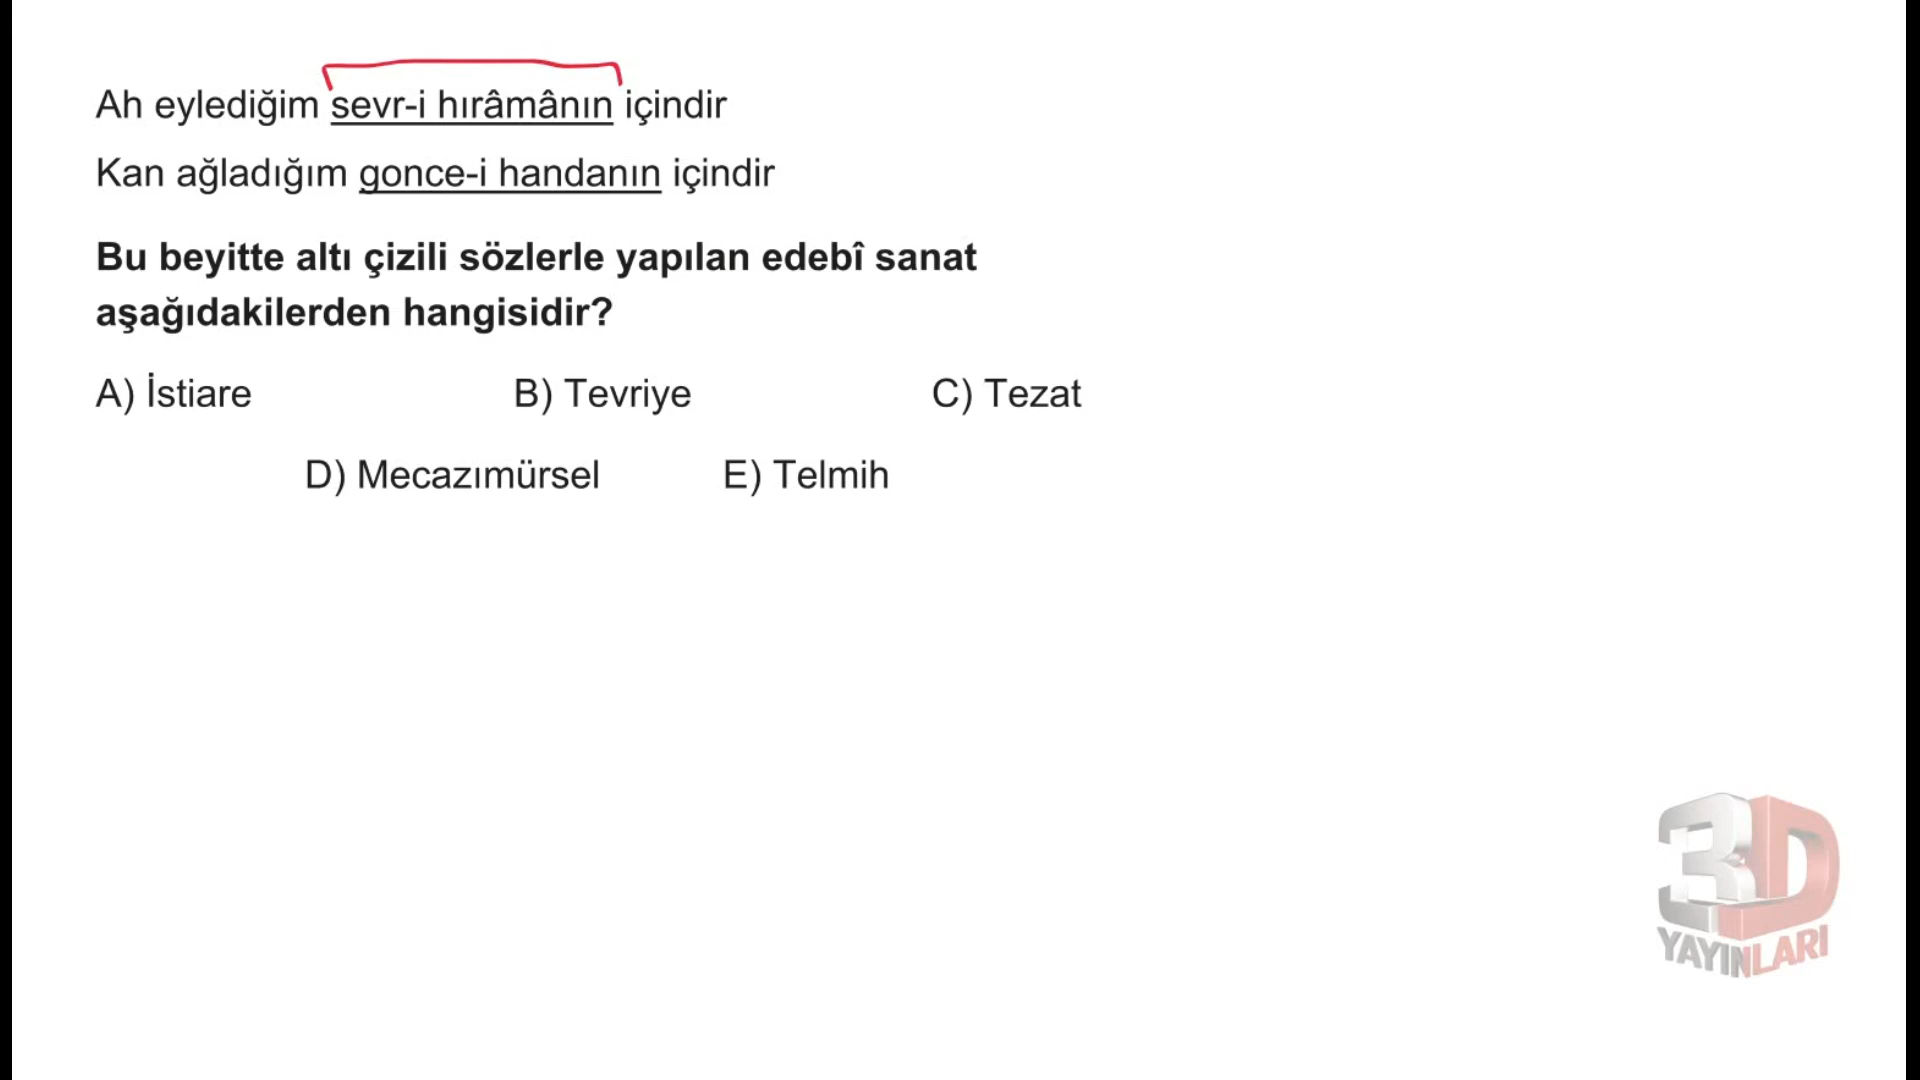 Ah eylediğim sevr-i hırâmânın içindir
Kan ağladığım gonce-i handanın içindir
Bu beyitte altı çizili sözlerle yapılan edebî sanat
aşağıdakilerden hangisidir?
A) İstiare B) Tevriye C) Tezat
D) Mecazımürsel E) Telmih
3D
YAYINLARI